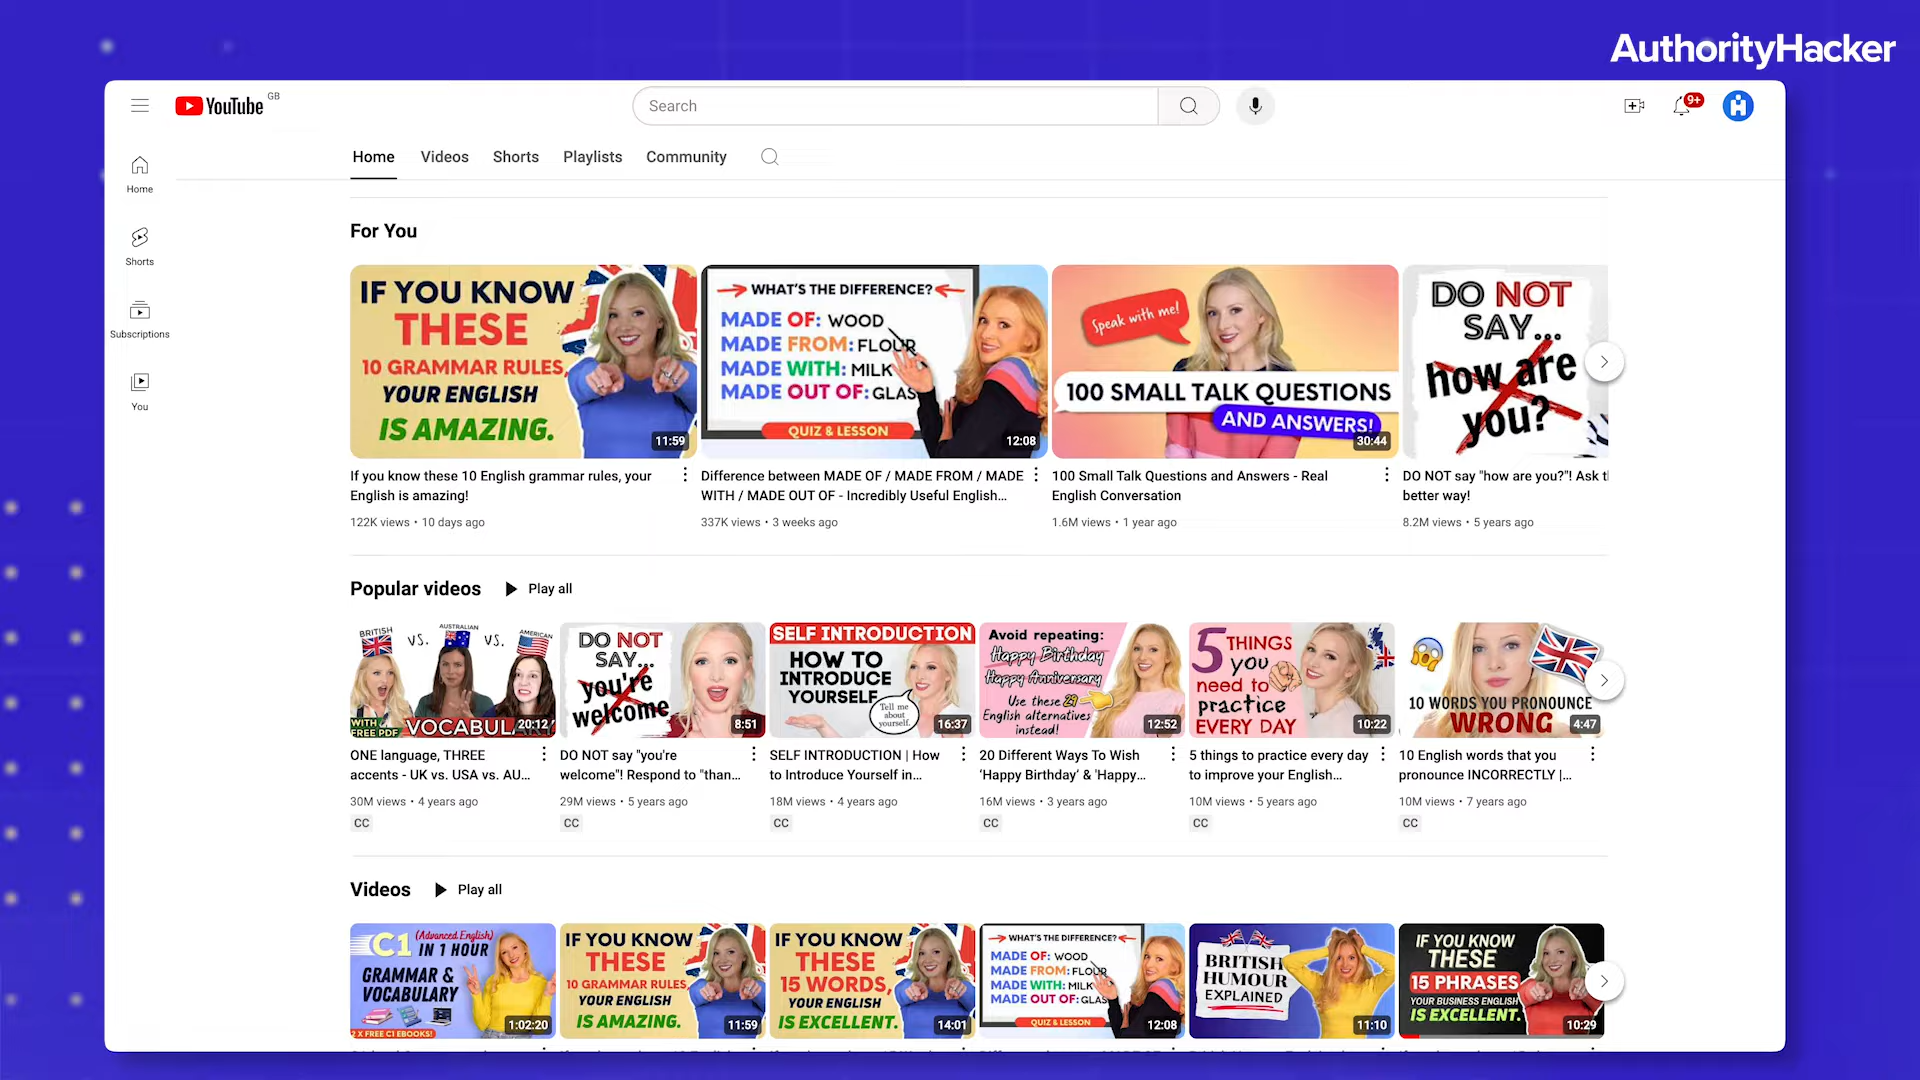 AuthorityHacker
YouTube GB
Search
9+
Home Videos Shorts Playlists Community
Home
Shorts
Subscriptions
You
For You
IF YOU KNOW
THESE
10 GRAMMAR RULES,
YOUR ENGLISH
IS AMAZING.
11:59
WHAT'S THE DIFFERENCE?
MADE OF: WOOD
MADE FROM: FLOUR
MADE WITH: MILK
MADE OUT OF: GLAS
QUIZ & LESSON
12:08
Speak with me!
100 SMALL TALK QUESTIONS
AND ANSWERS!
30:44
DO NOT
SAY...
how are
you?
If you know these 10 English grammar rules, your
English is amazing!
122K views • 10 days ago
Difference between MADE OF / MADE FROM / MADE
WITH / MADE OUT OF - Incredibly Useful English...
337K views • 3 weeks ago
100 Small Talk Questions and Answers - Real
English Conversation
1.6M views • 1 year ago
DO NOT say "how are you?"! Ask t
better way!
8.2M views • 5 years ago
Popular videos Play all
BRITISH VS. AUSTRALIAN VS. AMERICAN
WITH
FREE PDF
VOCABULARY
20:12
DO NOT
SAY...
you're
welcome
8:51
SELF INTRODUCTION
HOW TO
INTRODUCE
YOURSELF
Tell me
about
yourself.
16:37
Avoid repeating:
Happy Birthday
Happy Anniversary
Use these 29
English alternatives
instead!
12:52
5 THINGS
you
need to
practice
EVERY DAY
10:22
10 WORDS YOU PRONOUNCE
WRONG
4:47
ONE language, THREE
accents - UK vs. USA vs. AU...
30M views • 4 years ago
CC
DO NOT say "you're
welcome"! Respond to "than...
29M views • 5 years ago
CC
SELF INTRODUCTION | How
to Introduce Yourself in...
18M views • 4 years ago
CC
20 Different Ways To Wish
‘Happy Birthday’ & 'Happy...
16M views • 3 years ago
CC
5 things to practice every day
to improve your English...
10M views • 5 years ago
CC
10 English words that you
pronounce INCORRECTLY |...
10M views • 7 years ago
CC
Videos Play all
C1 (Advanced English)
IN 1 HOUR
GRAMMAR &
VOCABULARY
2 X FREE C1 EBOOKS!
1:02:20
IF YOU KNOW
THESE
10 GRAMMAR RULES,
YOUR ENGLISH
IS AMAZING.
11:59
IF YOU KNOW
THESE
15 WORDS,
YOUR ENGLISH
IS EXCELLENT.
14:01
WHAT'S THE DIFFERENCE?
MADE OF: WOOD
MADE FROM: FLOUR
MADE WITH: MILK
MADE OUT OF: GLAS
QUIZ & LESSON
12:08
BRITISH
HUMOUR
EXPLAINED
11:10
IF YOU KNOW
THESE
15 PHRASES
YOUR BUSINESS ENGLISH
IS EXCELLENT.
10:29